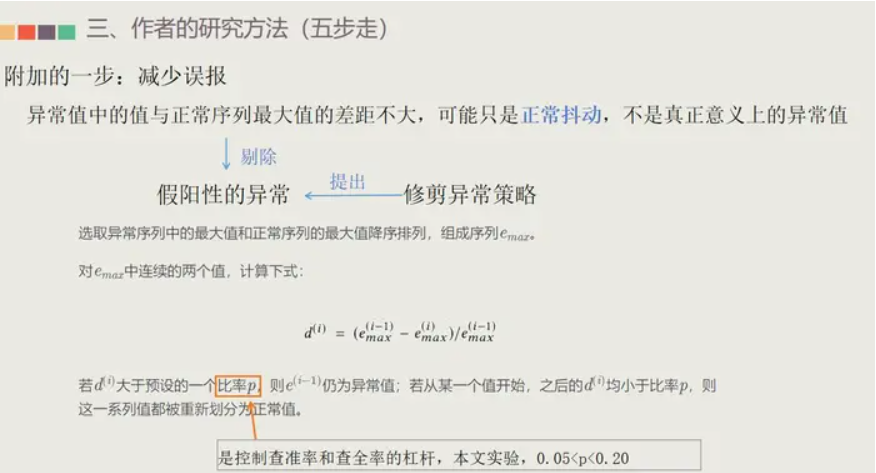 三、作者的研究方法（五步走）
附加的一步：减少误报
异常值中的值与正常序列最大值的差距不大，可能只是正常抖动，不是真正意义上的异常值
剔除
假阳性的异常 提出 修剪异常策略
选取异常序列中的最大值和正常序列的最大值降序排列，组成序列e_{max}。
对e_{max}中连续的两个值，计算下式：
d^{(i)} = (e_{max}^{(i-1)} - e_{max}^{(i)})/e_{max}^{(i-1)}
若d^{(i)}大于预设的一个比率p，则e^{(i-1)}仍为异常值；若从某一个值开始，之后的d^{(i)}均小于比率p，则
这一系列值都被重新划分为正常值。
是控制查准率和查全率的杠杆，本文实验，0.05<p<0.20